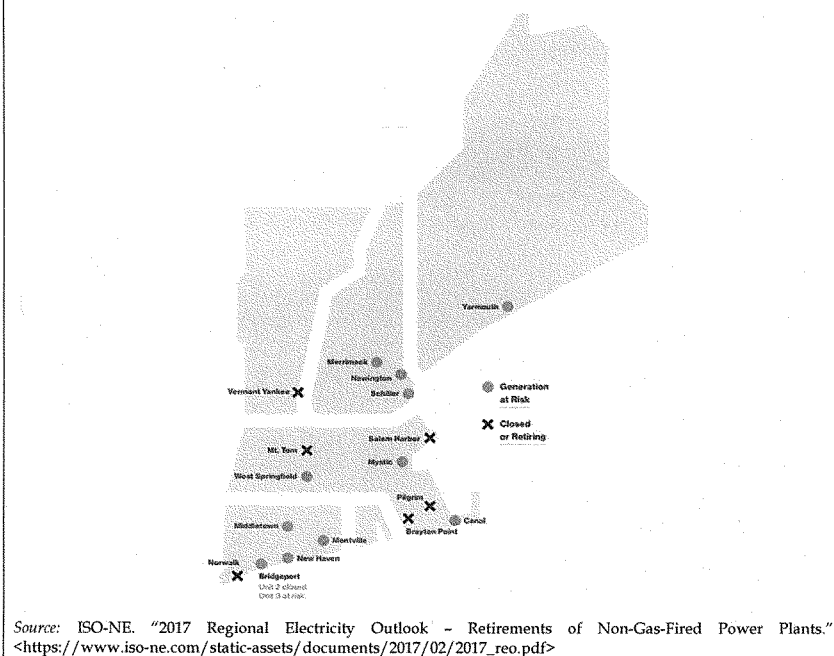 Yarmouth
Merrimack
Newington
Vermont Yankee
Schiller
Generation
at Risk
Closed
or Retiring
Salem Harbor
Mt. Tom
Mystic
West Springfield
Pilgrim
Canal
Brayton Point
Middletown
Montville
New Haven
Norwalk
Bridgeport
Unit 2 closed.
Unit 3 at risk.
Source: ISO-NE. "2017 Regional Electricity Outlook – Retirements of Non-Gas-Fired Power Plants."
<https://www.iso-ne.com/static-assets/documents/2017/02/2017_reo.pdf>